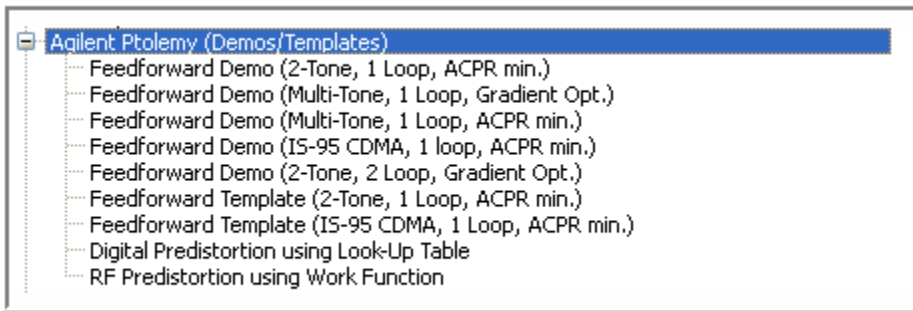 Agilent Ptolemy (Demos/Templates)
Feedforward Demo (2-Tone, 1 Loop, ACPR min.)
Feedforward Demo (Multi-Tone, 1 Loop, Gradient Opt.)
Feedforward Demo (Multi-Tone, 1 Loop, ACPR min.)
Feedforward Demo (IS-95 CDMA, 1 loop, ACPR min.)
Feedforward Demo (2-Tone, 2 Loop, Gradient Opt.)
Feedforward Template (2-Tone, 1 Loop, ACPR min.)
Feedforward Template (IS-95 CDMA, 1 Loop, ACPR min.)
Digital Predistortion using Look-Up Table
RF Predistortion using Work Function